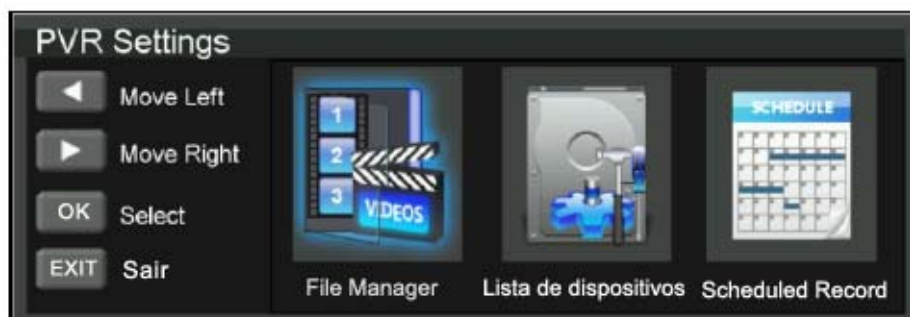 PVR Settings
Move Left
Move Right
OK Select
EXIT Sair
1
2
3
VIDEOS
SCHEDULE
File Manager
Lista de dispositivos
Scheduled Record